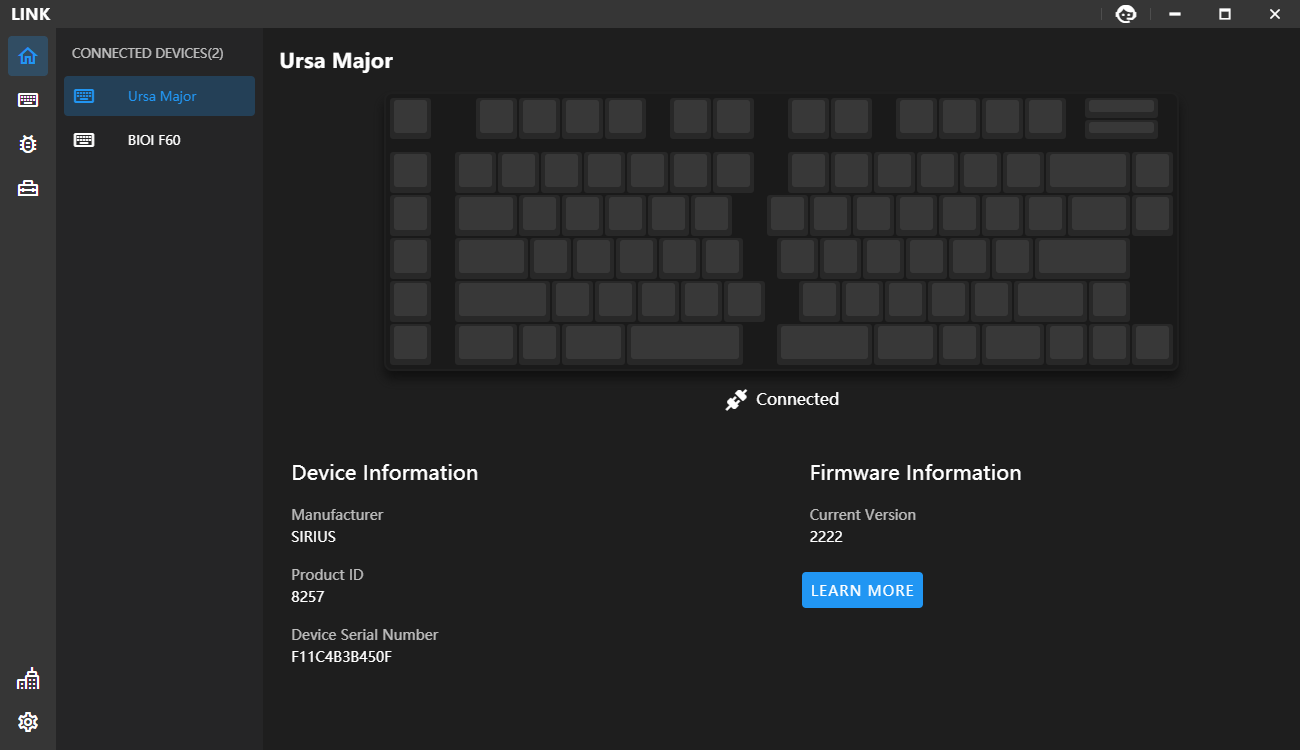 LINK
CONNECTED DEVICES(2)
Ursa Major
BIOI F60
Ursa Major
Connected
Device Information
Manufacturer
SIRIUS
Product ID
8257
Device Serial Number
F11C4B3B450F
Firmware Information
Current Version
2222
LEARN MORE